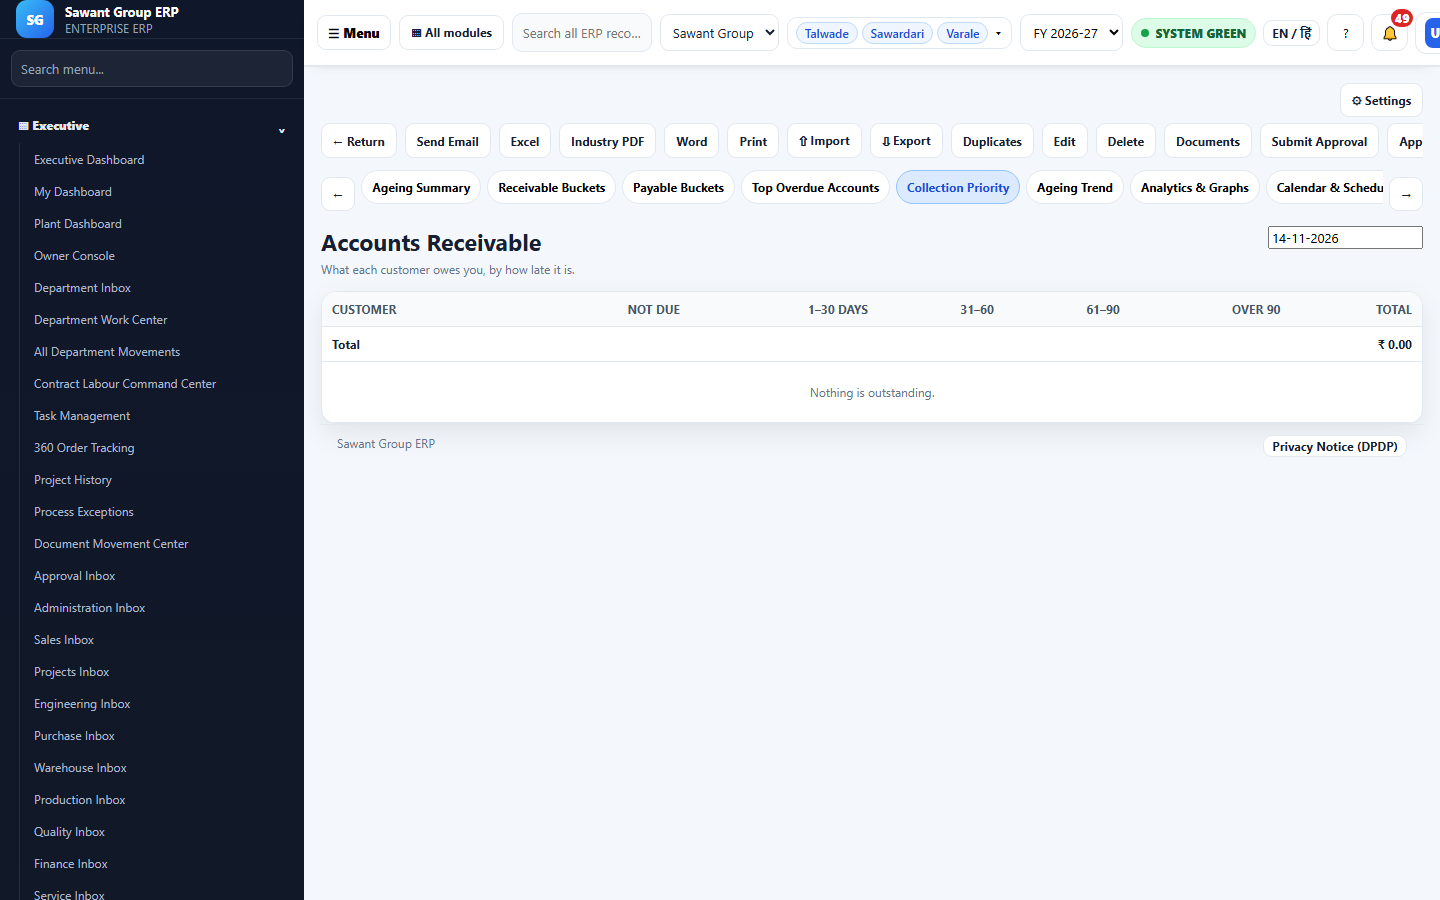 SG
Sawant Group ERP
ENTERPRISE ERP
Search menu...
Executive
Executive Dashboard
My Dashboard
Plant Dashboard
Owner Console
Department Inbox
Department Work Center
All Department Movements
Contract Labour Command Center
Task Management
360 Order Tracking
Project History
Process Exceptions
Document Movement Center
Approval Inbox
Administration Inbox
Sales Inbox
Projects Inbox
Engineering Inbox
Purchase Inbox
Warehouse Inbox
Production Inbox
Quality Inbox
Finance Inbox
Service Inbox
☰ Menu
All modules
Search all ERP reco...
Sawant Group
Talwade Sawardari Varale
FY 2026-27
SYSTEM GREEN
EN / हिं
?
49
U
⚙ Settings
← Return
Send Email
Excel
Industry PDF
Word
Print
⇧ Import
⇩ Export
Duplicates
Edit
Delete
Documents
Submit Approval
App
←
Ageing Summary
Receivable Buckets
Payable Buckets
Top Overdue Accounts
Collection Priority
Ageing Trend
Analytics & Graphs
Calendar & Schedu
→
Accounts Receivable
14-11-2026
What each customer owes you, by how late it is.
CUSTOMER NOT DUE 1–30 DAYS 31–60 61–90 OVER 90 TOTAL
Total ₹ 0.00
Nothing is outstanding.
Sawant Group ERP
Privacy Notice (DPDP)